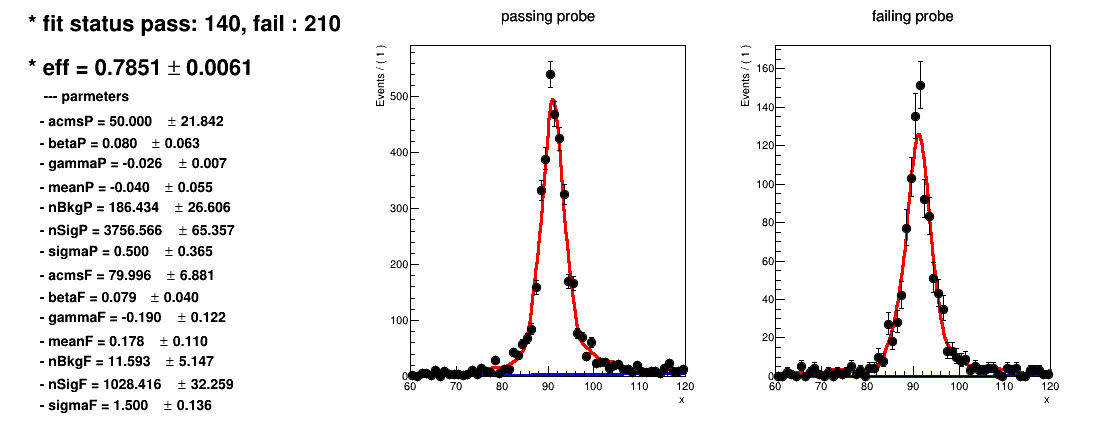 * fit status pass: 140, fail : 210
* eff = 0.7851 ± 0.0061
--- parmeters
- acmsP = 50.000 ± 21.842
- betaP = 0.080 ± 0.063
- gammaP = -0.026 ± 0.007
- meanP = -0.040 ± 0.055
- nBkgP = 186.434 ± 26.606
- nSigP = 3756.566 ± 65.357
- sigmaP = 0.500 ± 0.365
- acmsF = 79.996 ± 6.881
- betaF = 0.079 ± 0.040
- gammaF = -0.190 ± 0.122
- meanF = 0.178 ± 0.110
- nBkgF = 11.593 ± 5.147
- nSigF = 1028.416 ± 32.259
- sigmaF = 1.500 ± 0.136
passing probe
Events / ( 1 )
500
400
300
200
100
0
60 70 80 90 100 110 120
x
failing probe
Events / ( 1 )
160
140
120
100
80
60
40
20
0
60 70 80 90 100 110 120
x